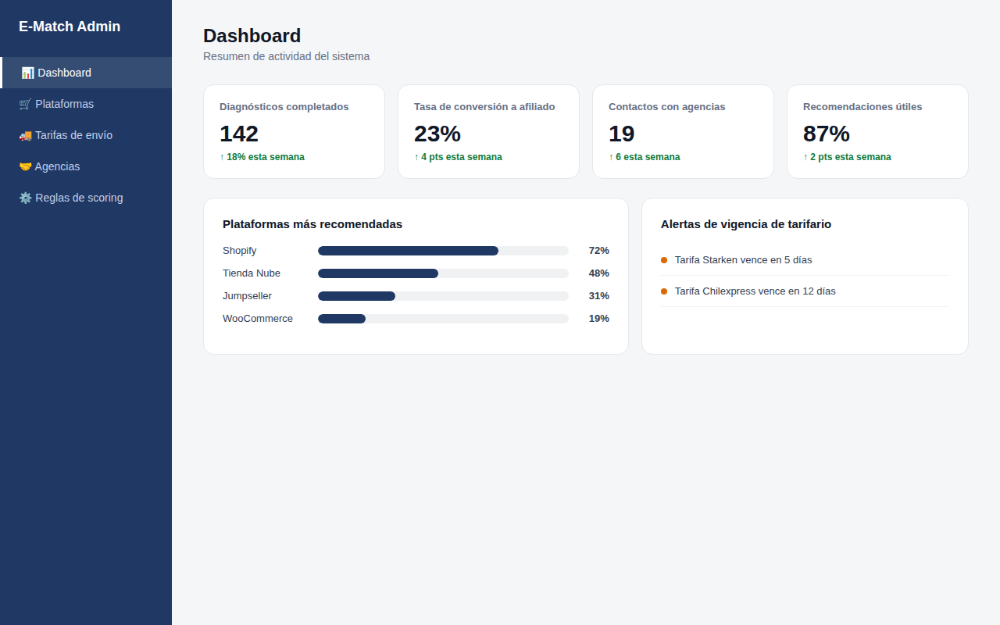 E-Match Admin
📊 Dashboard
🛒 Plataformas
🚚 Tarifas de envío
🤝 Agencias
⚙️ Reglas de scoring
Dashboard
Resumen de actividad del sistema
Diagnósticos completados
142
↑ 18% esta semana
Tasa de conversión a afiliado
23%
↑ 4 pts esta semana
Contactos con agencias
19
↑ 6 esta semana
Recomendaciones útiles
87%
↑ 2 pts esta semana
Plataformas más recomendadas
Shopify 72%
Tienda Nube 48%
Jumpseller 31%
WooCommerce 19%
Alertas de vigencia de tarifario
Tarifa Starken vence en 5 días
Tarifa Chilexpress vence en 12 días